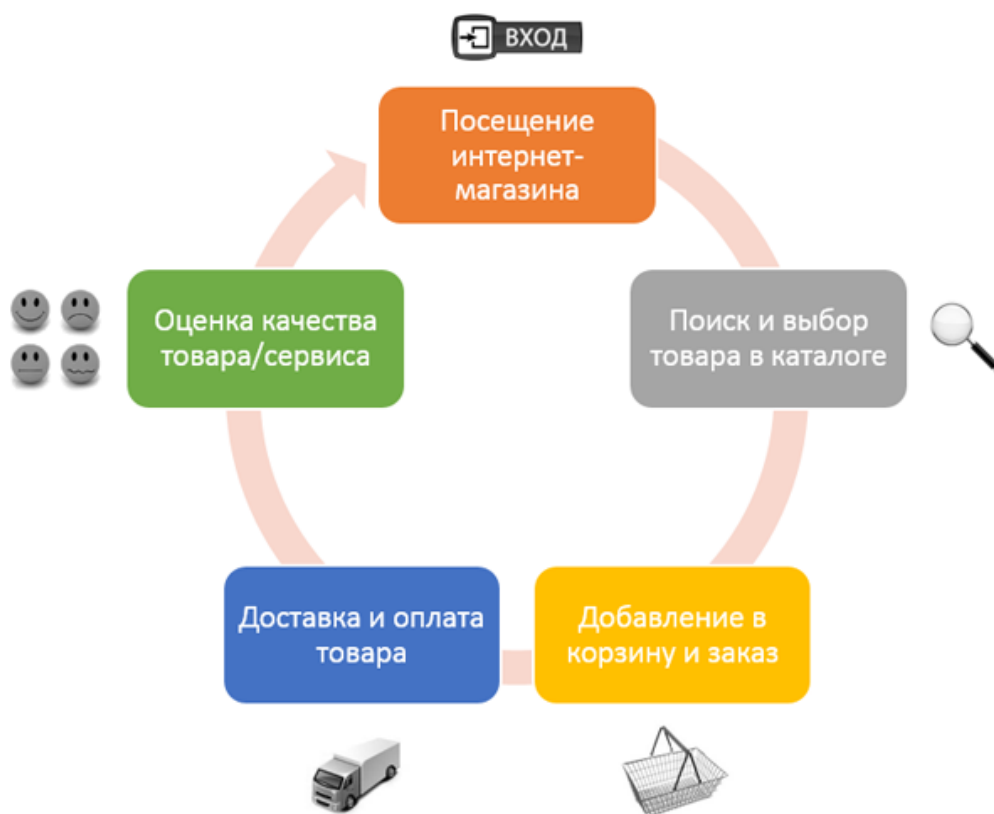 ВХОД
Посещение
интернет-
магазина
Поиск и выбор
товара в каталоге
Добавление в
корзину и заказ
Доставка и оплата
товара
Оценка качества
товара/сервиса